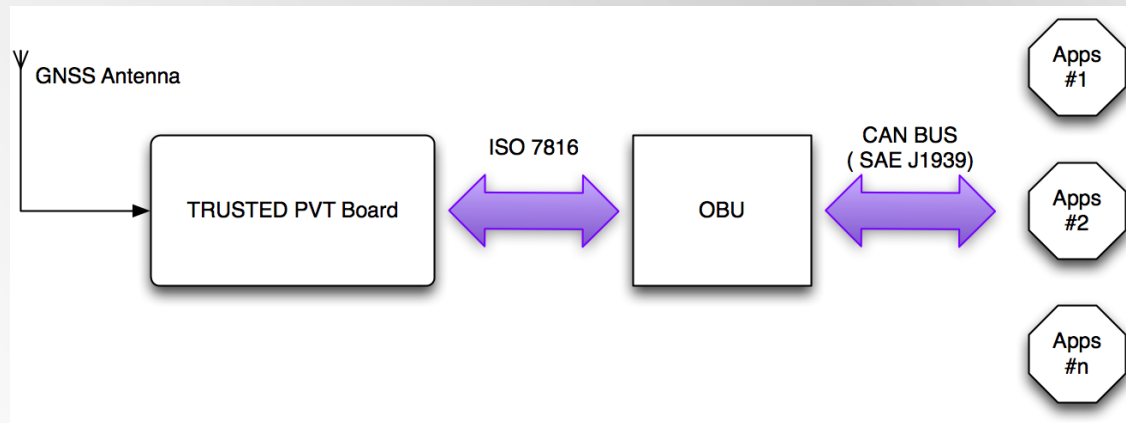 GNSS Antenna
TRUSTED PVT Board
ISO 7816
OBU
CAN BUS
( SAE J1939)
Apps
#1
Apps
#2
Apps
#n